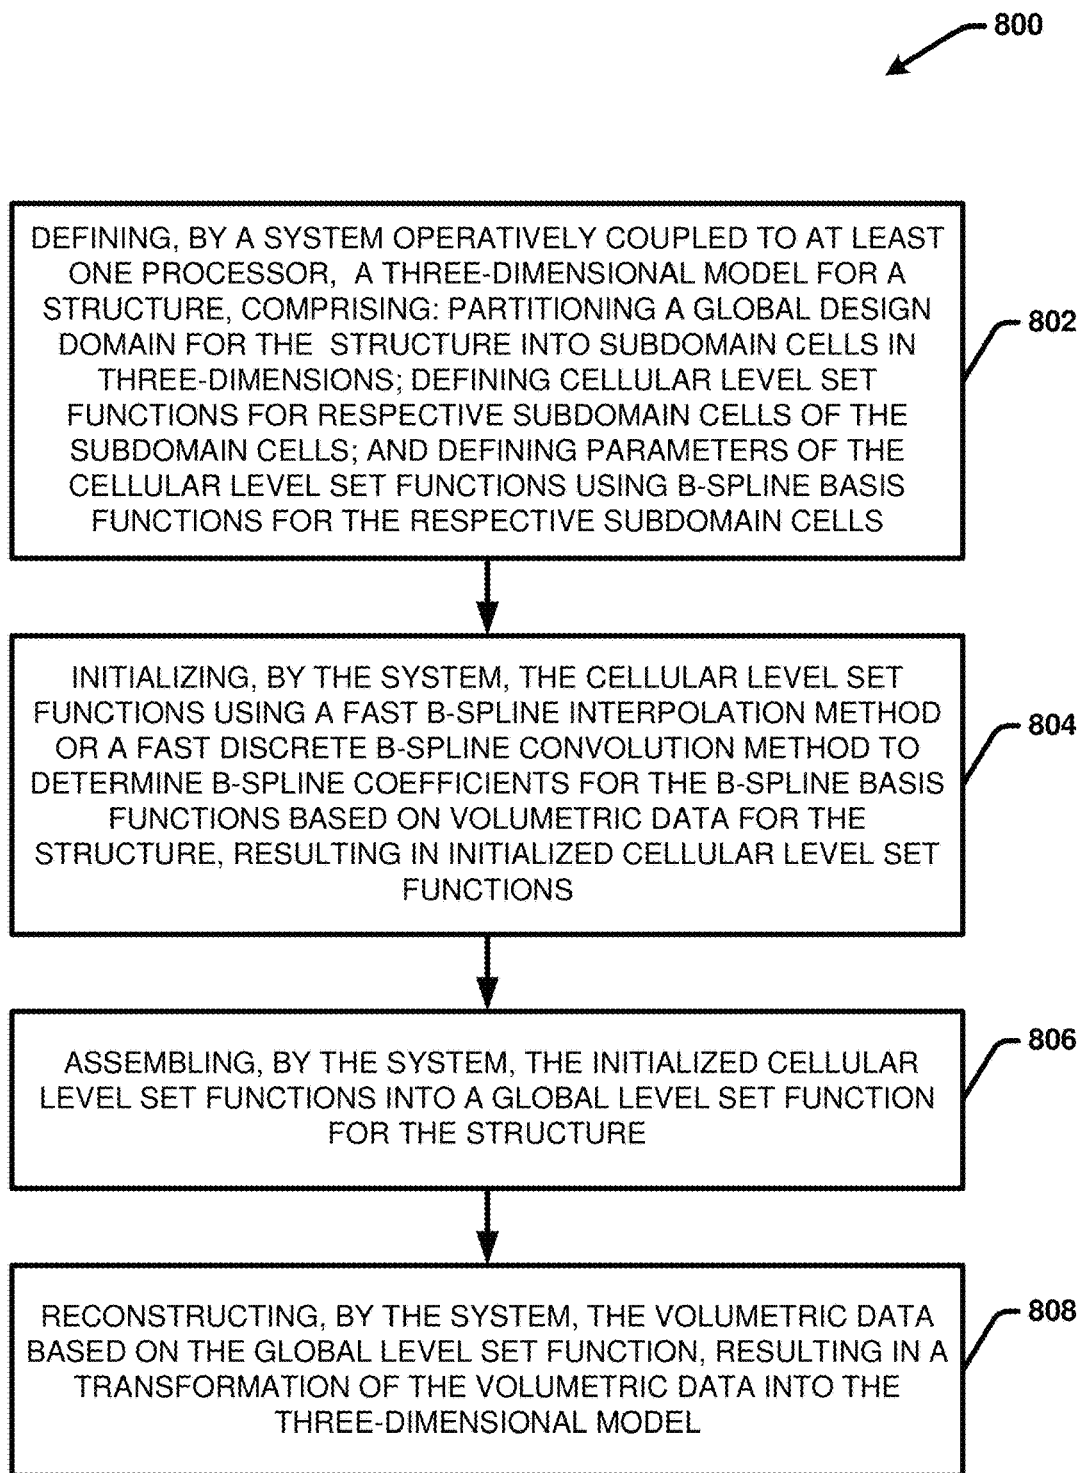 800
DEFINING, BY A SYSTEM OPERATIVELY COUPLED TO AT LEAST
ONE PROCESSOR, A THREE-DIMENSIONAL MODEL FOR A
STRUCTURE, COMPRISING: PARTITIONING A GLOBAL DESIGN
DOMAIN FOR THE STRUCTURE INTO SUBDOMAIN CELLS IN
THREE-DIMENSIONS; DEFINING CELLULAR LEVEL SET
FUNCTIONS FOR RESPECTIVE SUBDOMAIN CELLS OF THE
SUBDOMAIN CELLS; AND DEFINING PARAMETERS OF THE
CELLULAR LEVEL SET FUNCTIONS USING B-SPLINE BASIS
FUNCTIONS FOR THE RESPECTIVE SUBDOMAIN CELLS
802
INITIALIZING, BY THE SYSTEM, THE CELLULAR LEVEL SET
FUNCTIONS USING A FAST B-SPLINE INTERPOLATION METHOD
OR A FAST DISCRETE B-SPLINE CONVOLUTION METHOD TO
DETERMINE B-SPLINE COEFFICIENTS FOR THE B-SPLINE BASIS
FUNCTIONS BASED ON VOLUMETRIC DATA FOR THE
STRUCTURE, RESULTING IN INITIALIZED CELLULAR LEVEL SET
FUNCTIONS
804
ASSEMBLING, BY THE SYSTEM, THE INITIALIZED CELLULAR
LEVEL SET FUNCTIONS INTO A GLOBAL LEVEL SET FUNCTION
FOR THE STRUCTURE
806
RECONSTRUCTING, BY THE SYSTEM, THE VOLUMETRIC DATA
BASED ON THE GLOBAL LEVEL SET FUNCTION, RESULTING IN A
TRANSFORMATION OF THE VOLUMETRIC DATA INTO THE
THREE-DIMENSIONAL MODEL
808